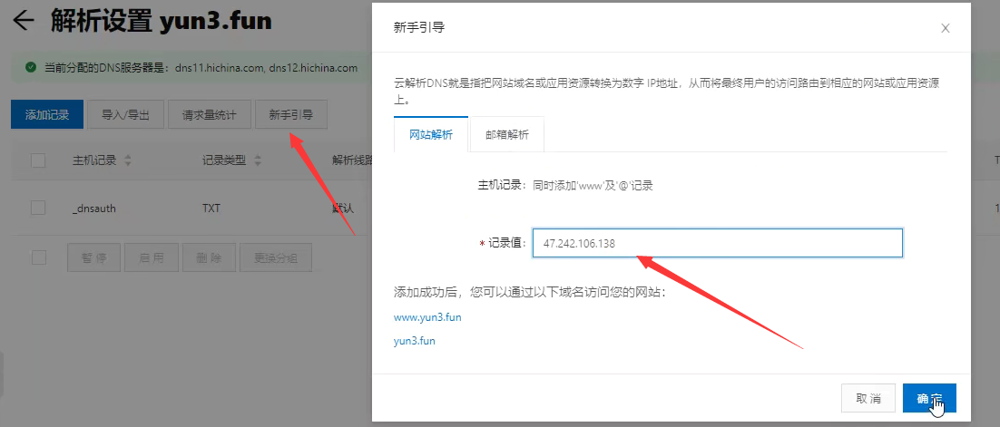 解析设置 yun3.fun
当前分配的DNS服务器是：dns11.hichina.com, dns12.hichina.com
添加记录
导入/导出
请求量统计
新手引导
主机记录
记录类型
解析线路
T
_dnsauth
TXT
默认
1
暂停
启用
删除
更换分组
新手引导
云解析DNS就是指把网站域名或应用资源转换为数字 IP地址，从而将最终用户的访问路由到相应的网站或应用资源
上。
网站解析
邮箱解析
主机记录：同时添加'www'及'@'记录
* 记录值：
47.242.106.138
添加成功后，您可以通过以下域名访问您的网站：
www.yun3.fun
yun3.fun
取消
确定